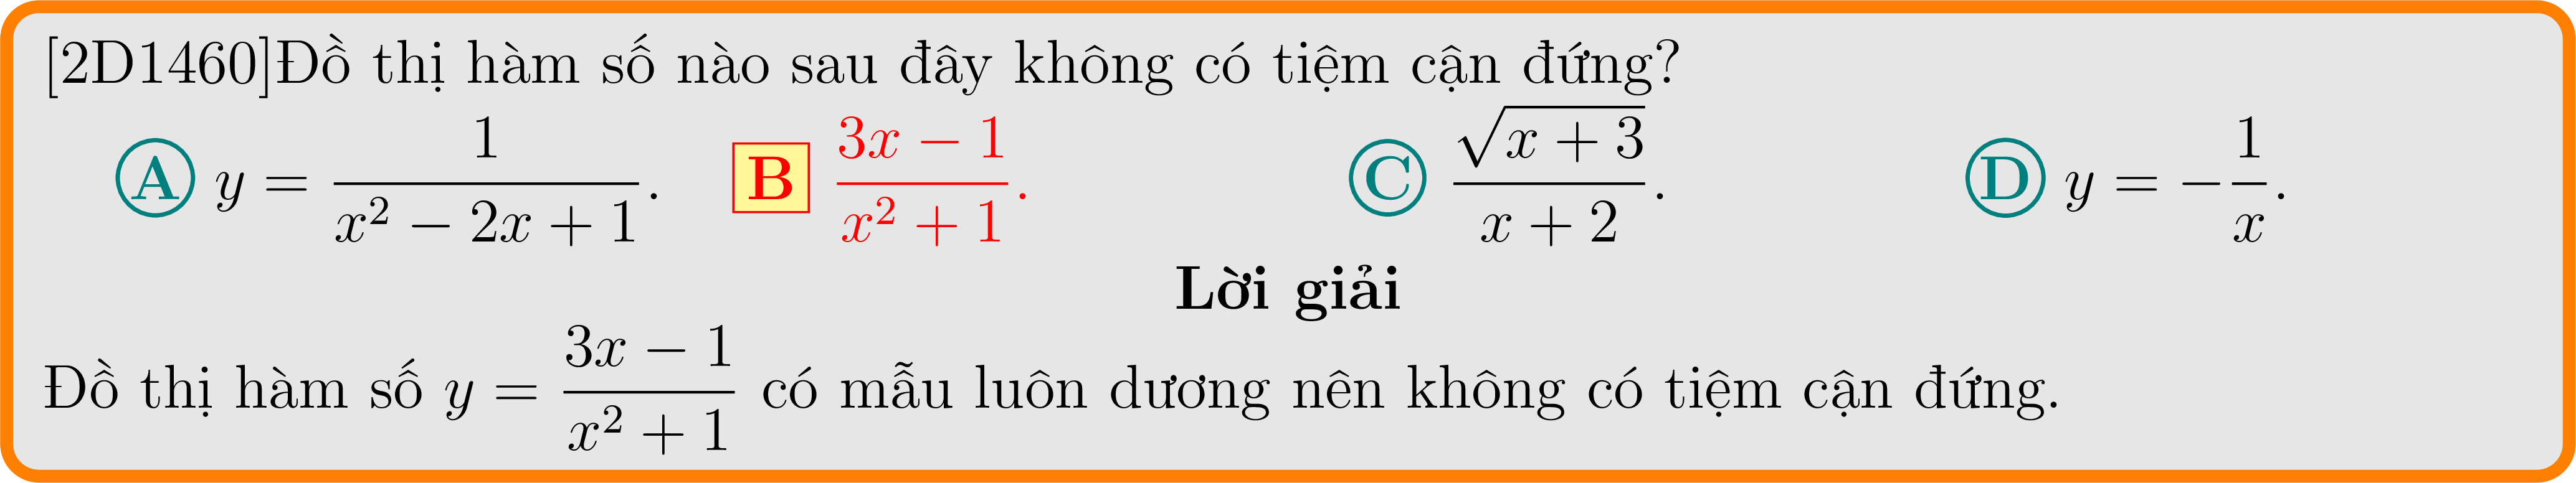 [2D1460]Đồ thị hàm số nào sau đây không có tiệm cận đứng?
A y = \frac{1}{x^2 - 2x + 1}. B \frac{3x - 1}{x^2 + 1}. C \frac{\sqrt{x + 3}}{x + 2}. D y = -\frac{1}{x}.
Lời giải
Đồ thị hàm số y = \frac{3x - 1}{x^2 + 1} có mẫu luôn dương nên không có tiệm cận đứng.